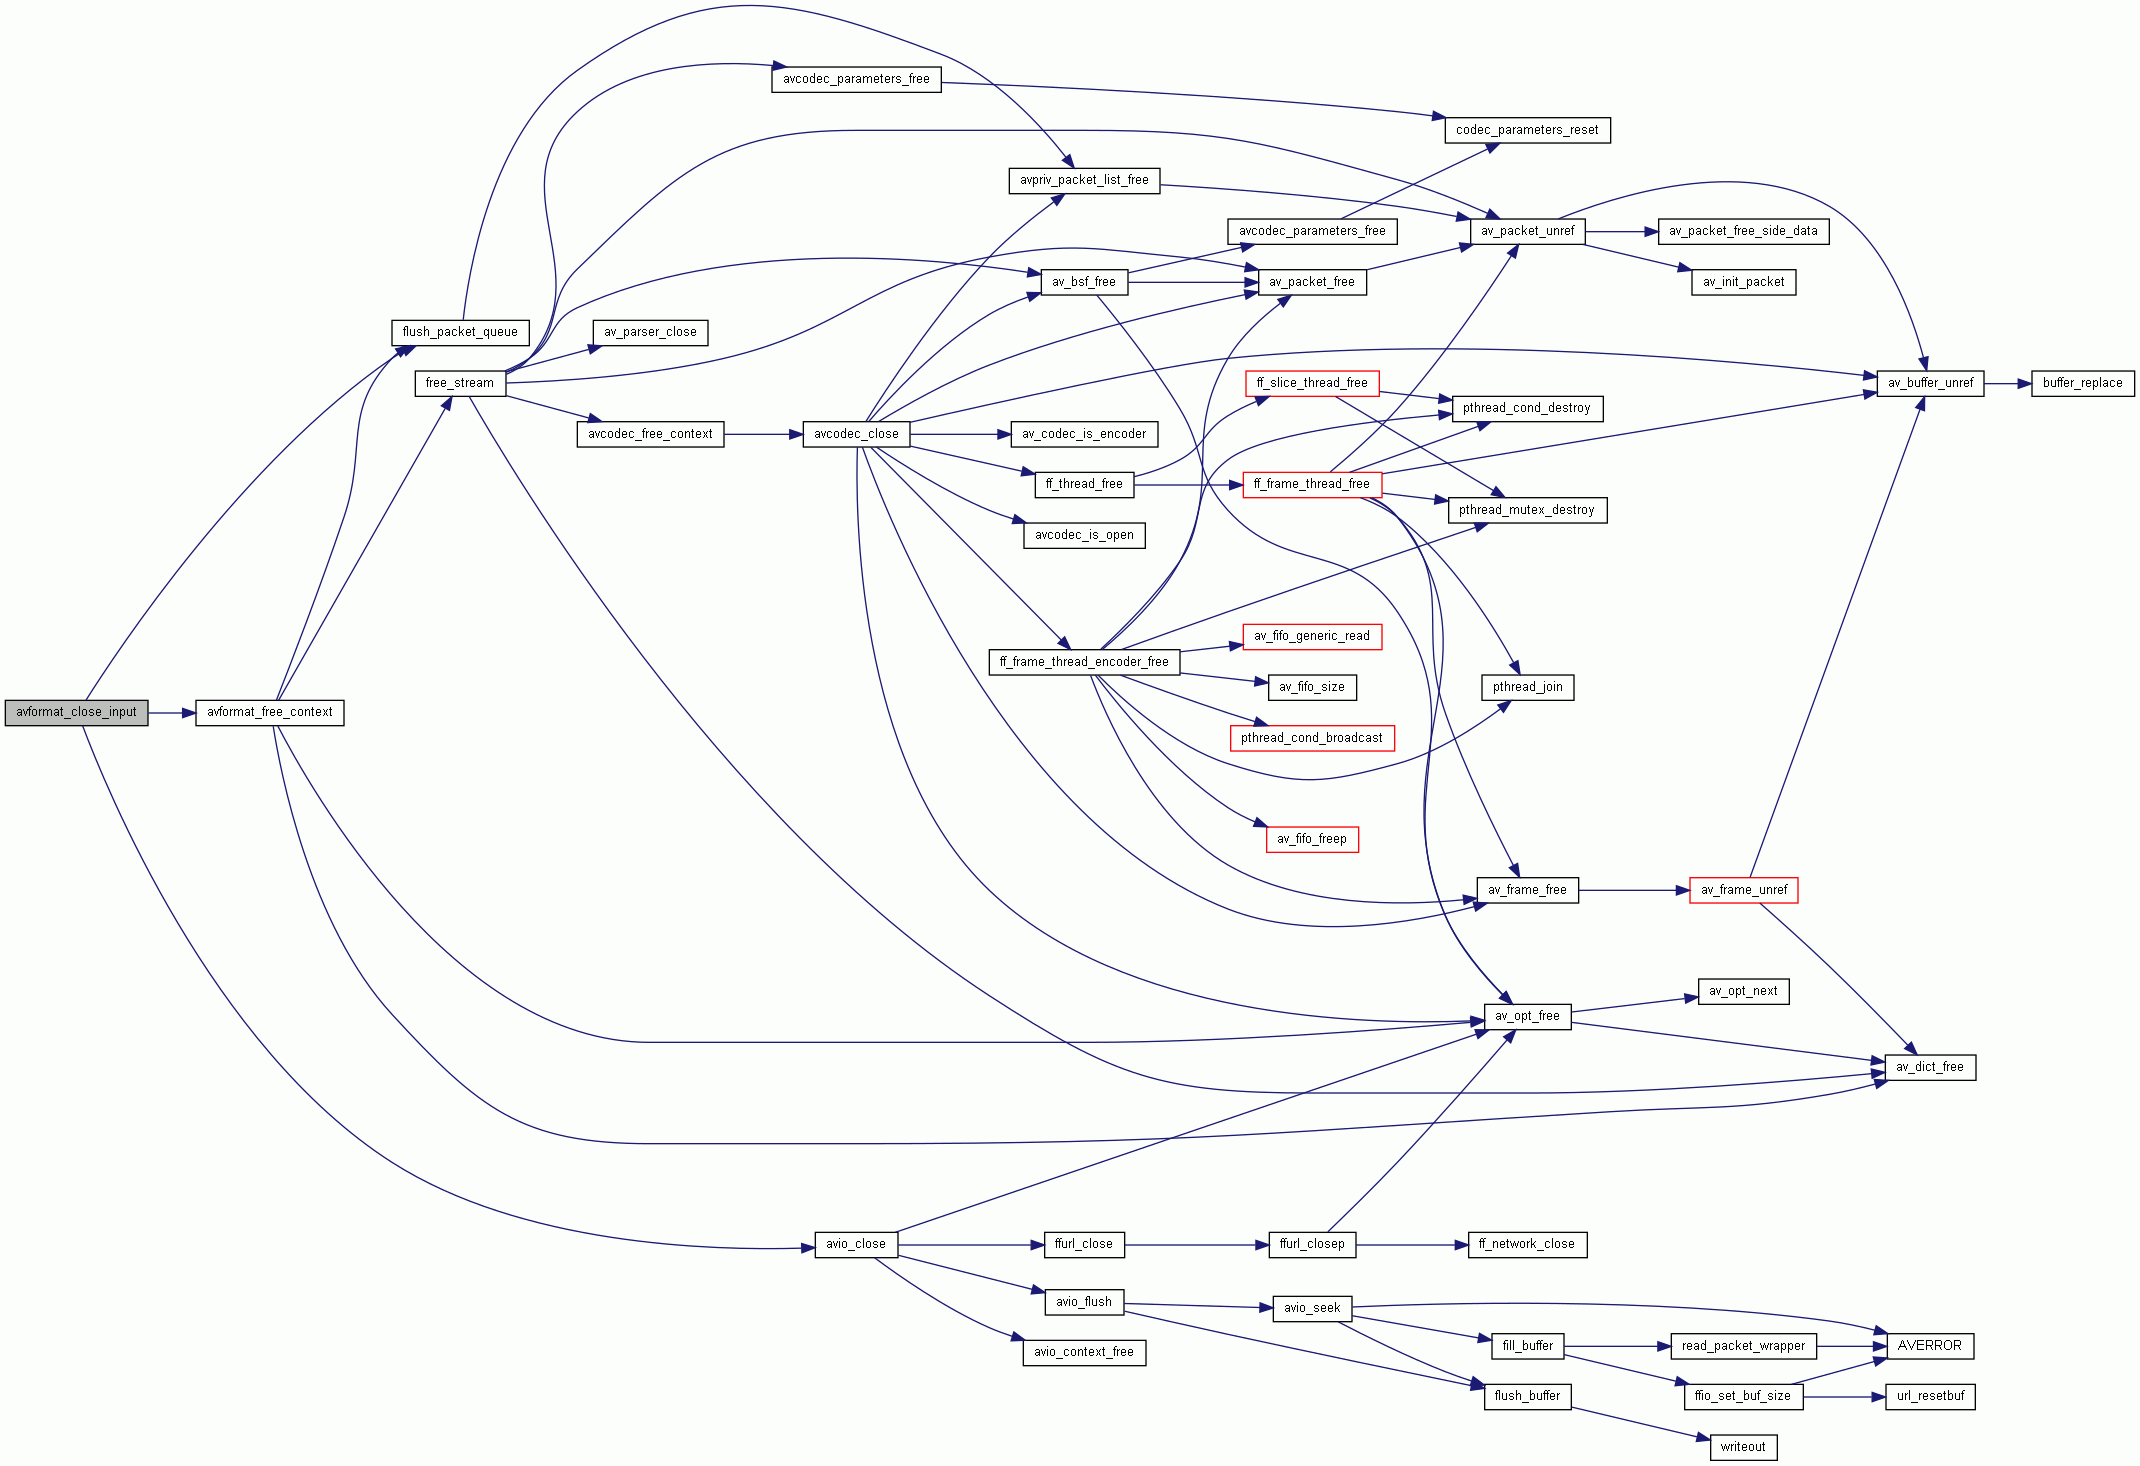 avcodec_parameters_free
codec_parameters_reset
avpriv_packet_list_free
avcodec_parameters_free
av_packet_unref
av_packet_free_side_data
av_bsf_free
av_packet_free
av_init_packet
flush_packet_queue
av_parser_close
free_stream
ff_slice_thread_free
av_buffer_unref
buffer_replace
pthread_cond_destroy
avcodec_free_context
avcodec_close
av_codec_is_encoder
ff_thread_free
ff_frame_thread_free
pthread_mutex_destroy
avcodec_is_open
av_fifo_generic_read
ff_frame_thread_encoder_free
av_fifo_size
pthread_join
avformat_close_input
avformat_free_context
pthread_cond_broadcast
av_fifo_freep
av_frame_free
av_frame_unref
av_opt_next
av_opt_free
av_dict_free
avio_close
ffurl_close
ffurl_closep
ff_network_close
avio_flush
avio_seek
fill_buffer
read_packet_wrapper
AVERROR
avio_context_free
flush_buffer
ffio_set_buf_size
url_resetbuf
writeout